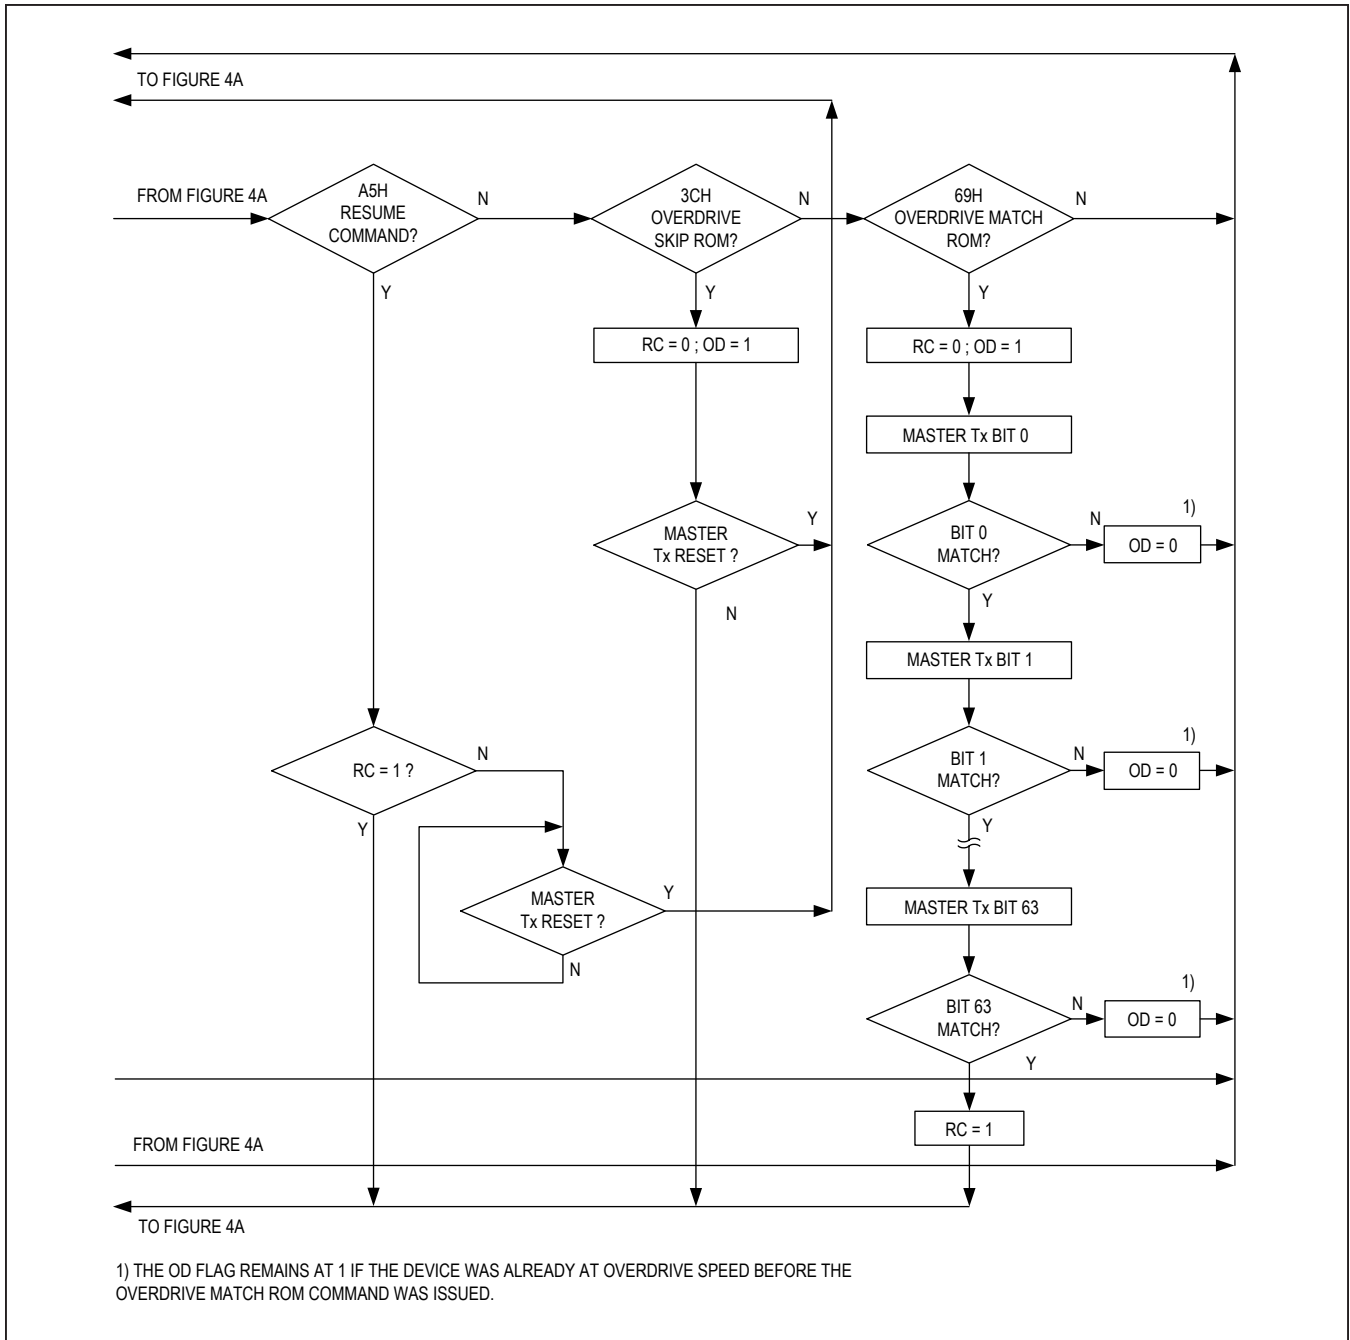 TO FIGURE 4A
FROM FIGURE 4A
A5H
RESUME
COMMAND?
N
Y
3CH
OVERDRIVE
SKIP ROM?
N
Y
69H
OVERDRIVE MATCH
ROM?
N
Y
RC = 0 ; OD = 1
RC = 0 ; OD = 1
MASTER Tx BIT 0
MASTER
Tx RESET ?
Y
N
BIT 0
MATCH?
N
1)
OD = 0
Y
MASTER Tx BIT 1
RC = 1 ?
N
Y
BIT 1
MATCH?
N
1)
OD = 0
Y
MASTER
Tx RESET ?
Y
N
MASTER Tx BIT 63
BIT 63
MATCH?
N
1)
OD = 0
Y
RC = 1
FROM FIGURE 4A
TO FIGURE 4A
1) THE OD FLAG REMAINS AT 1 IF THE DEVICE WAS ALREADY AT OVERDRIVE SPEED BEFORE THE
OVERDRIVE MATCH ROM COMMAND WAS ISSUED.